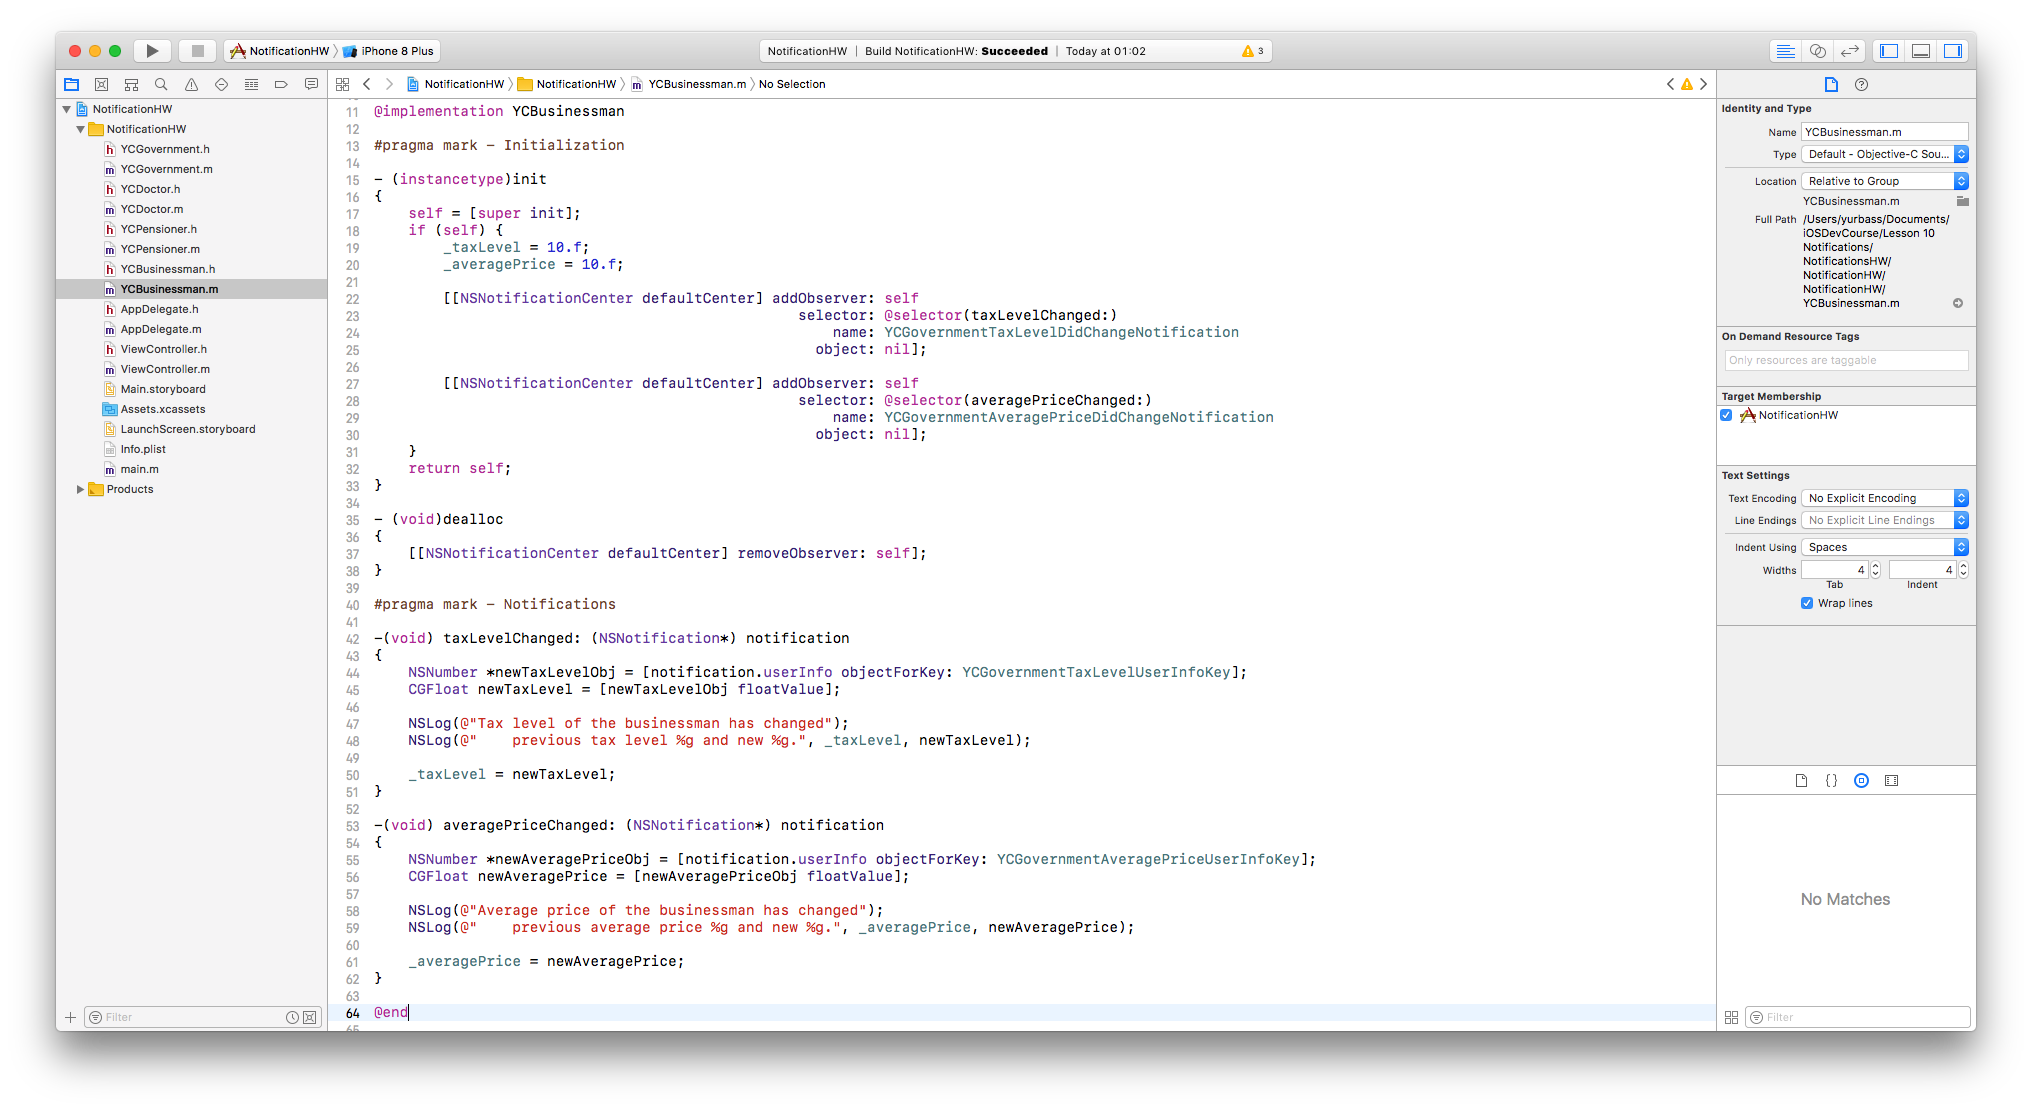 NotificationHW 〉 iPhone 8 Plus
NotificationHW | Build NotificationHW: Succeeded | Today at 01:02
3
NotificationHW 〉 NotificationHW 〉 YCBusinessman.m 〉 No Selection
NotificationHW
NotificationHW
YCGovernment.h
YCGovernment.m
YCDoctor.h
YCDoctor.m
YCPensioner.h
YCPensioner.m
YCBusinessman.h
YCBusinessman.m
AppDelegate.h
AppDelegate.m
ViewController.h
ViewController.m
Main.storyboard
Assets.xcassets
LaunchScreen.storyboard
Info.plist
main.m
Products
Filter
11 @implementation YCBusinessman
12
13 #pragma mark - Initialization
14
15 - (instancetype)init
16 {
17     self = [super init];
18     if (self) {
19         _taxLevel = 10.f;
20         _averagePrice = 10.f;
21
22         [[NSNotificationCenter defaultCenter] addObserver: self
23                                                  selector: @selector(taxLevelChanged:)
24                                                      name: YCGovernmentTaxLevelDidChangeNotification
25                                                    object: nil];
26
27         [[NSNotificationCenter defaultCenter] addObserver: self
28                                                  selector: @selector(averagePriceChanged:)
29                                                      name: YCGovernmentAveragePriceDidChangeNotification
30                                                    object: nil];
31     }
32     return self;
33 }
34
35 - (void)dealloc
36 {
37     [[NSNotificationCenter defaultCenter] removeObserver: self];
38 }
39
40 #pragma mark - Notifications
41
42 -(void) taxLevelChanged: (NSNotification*) notification
43 {
44     NSNumber *newTaxLevelObj = [notification.userInfo objectForKey: YCGovernmentTaxLevelUserInfoKey];
45     CGFloat newTaxLevel = [newTaxLevelObj floatValue];
46
47     NSLog(@"Tax level of the businessman has changed");
48     NSLog(@"    previous tax level %g and new %g.", _taxLevel, newTaxLevel);
49
50     _taxLevel = newTaxLevel;
51 }
52
53 -(void) averagePriceChanged: (NSNotification*) notification
54 {
55     NSNumber *newAveragePriceObj = [notification.userInfo objectForKey: YCGovernmentAveragePriceUserInfoKey];
56     CGFloat newAveragePrice = [newAveragePriceObj floatValue];
57
58     NSLog(@"Average price of the businessman has changed");
59     NSLog(@"    previous average price %g and new %g.", _averagePrice, newAveragePrice);
60
61     _averagePrice = newAveragePrice;
62 }
63
64 @end
65
Identity and Type
Name YCBusinessman.m
Type Default - Objective-C Sou...
Location Relative to Group
YCBusinessman.m
Full Path /Users/yurbass/Documents/
iOSDevCourse/Lesson 10
Notifications/
NotificationsHW/
NotificationHW/
NotificationHW/
YCBusinessman.m
On Demand Resource Tags
Only resources are taggable
Target Membership
NotificationHW
Text Settings
Text Encoding No Explicit Encoding
Line Endings No Explicit Line Endings
Indent Using Spaces
Widths 4 4
Tab Indent
Wrap lines
{}
No Matches
Filter